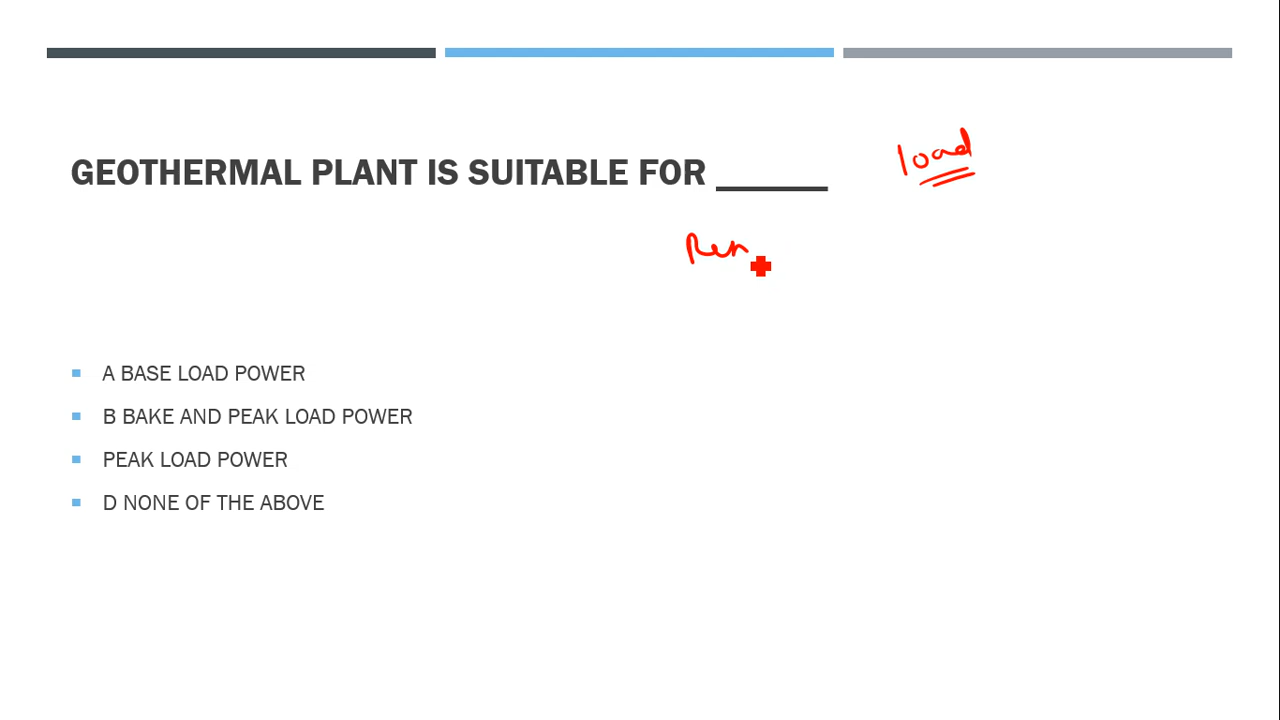 GEOTHERMAL PLANT IS SUITABLE FOR ______ load
Ren
A BASE LOAD POWER
B BAKE AND PEAK LOAD POWER
PEAK LOAD POWER
D NONE OF THE ABOVE